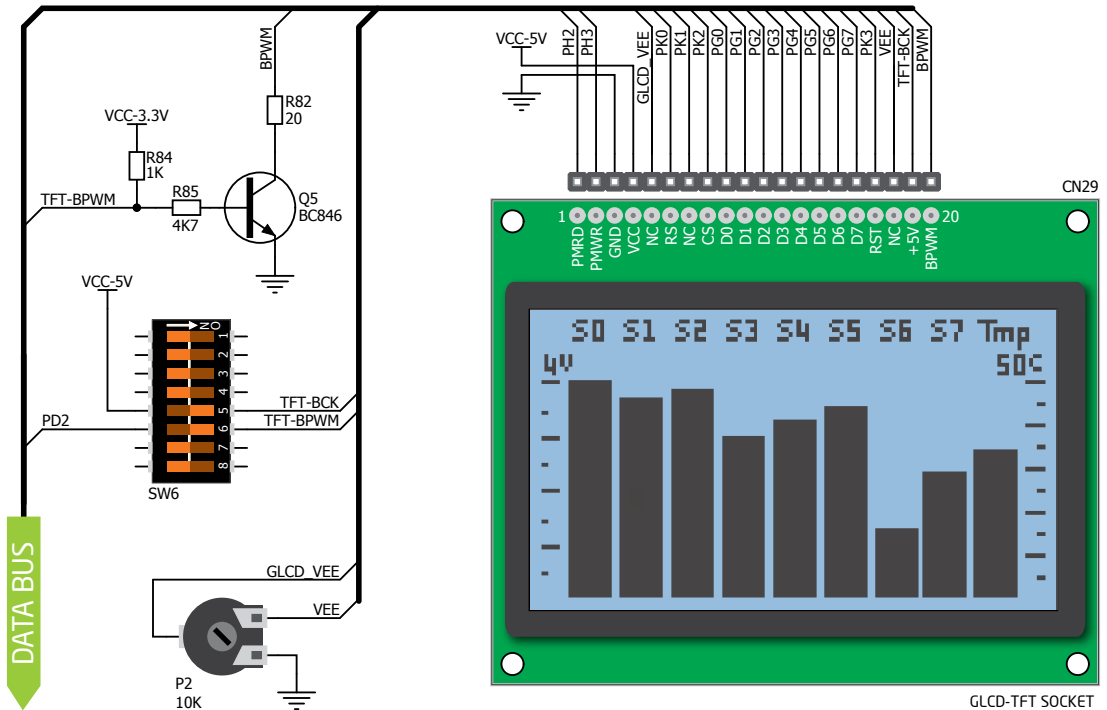 BPWM
R82
20
VCC-3.3V
R84
1K
TFT-BPWM
R85
4K7
Q5
BC846
VCC-5V
ON
1
2
3
4
5
6
7
8
TFT-BCK
TFT-BPWM
PD2
SW6
DATA BUS
GLCD_VEE
VEE
P2
10K
VCC-5V
PH2
PH3
GLCD_VEE
PK0
PK1
PK2
PG0
PG1
PG2
PG3
PG4
PG5
PG6
PG7
PK3
VEE
TFT-BCK
BPWM
CN29
1
20
PMRD
PMWR
GND
VCC
NC
RS
NC
CS
D0
D1
D2
D3
D4
D5
D6
D7
RST
NC
+5V
BPWM
S0 S1 S2 S3 S4 S5 S6 S7 Tmp
4V
50C
GLCD-TFT SOCKET